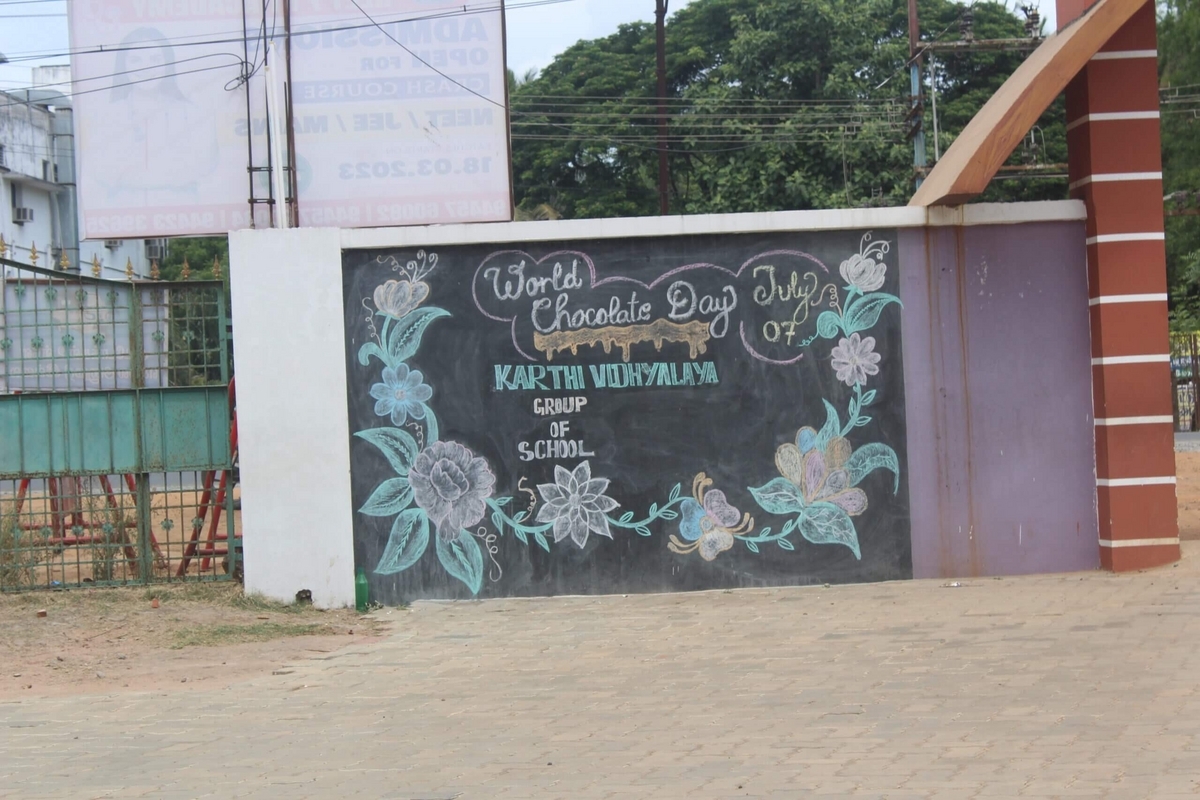 ADMISSION
OPEN FOR
CRASH COURSE
NEET / JEE / MAINS
18.03.2023
World
Chocolate Day
July
07
KARTHI VIDHYALAYA
GROUP
OF
SCHOOL